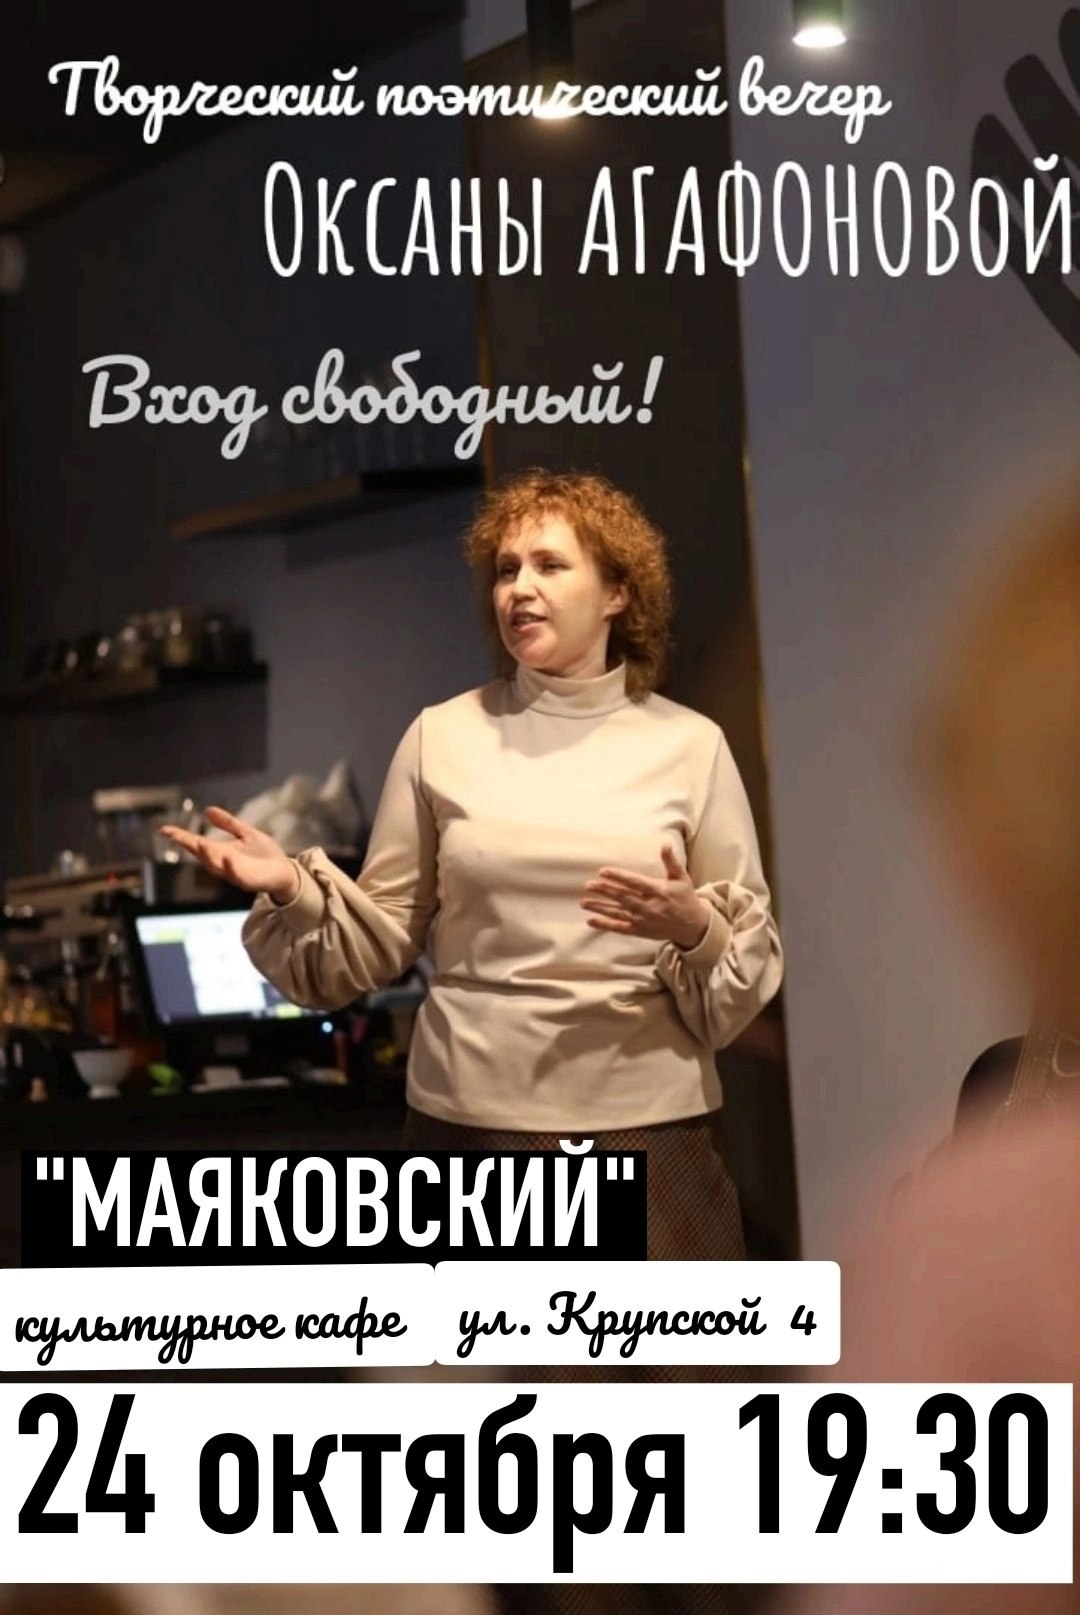 Творческий поэтический вечер
Оксаны АГАФОНОВОЙ
Вход свободный!
"МАЯКОВСКИЙ"
культурное кафе ул. Крупской 4
24 октября 19:30